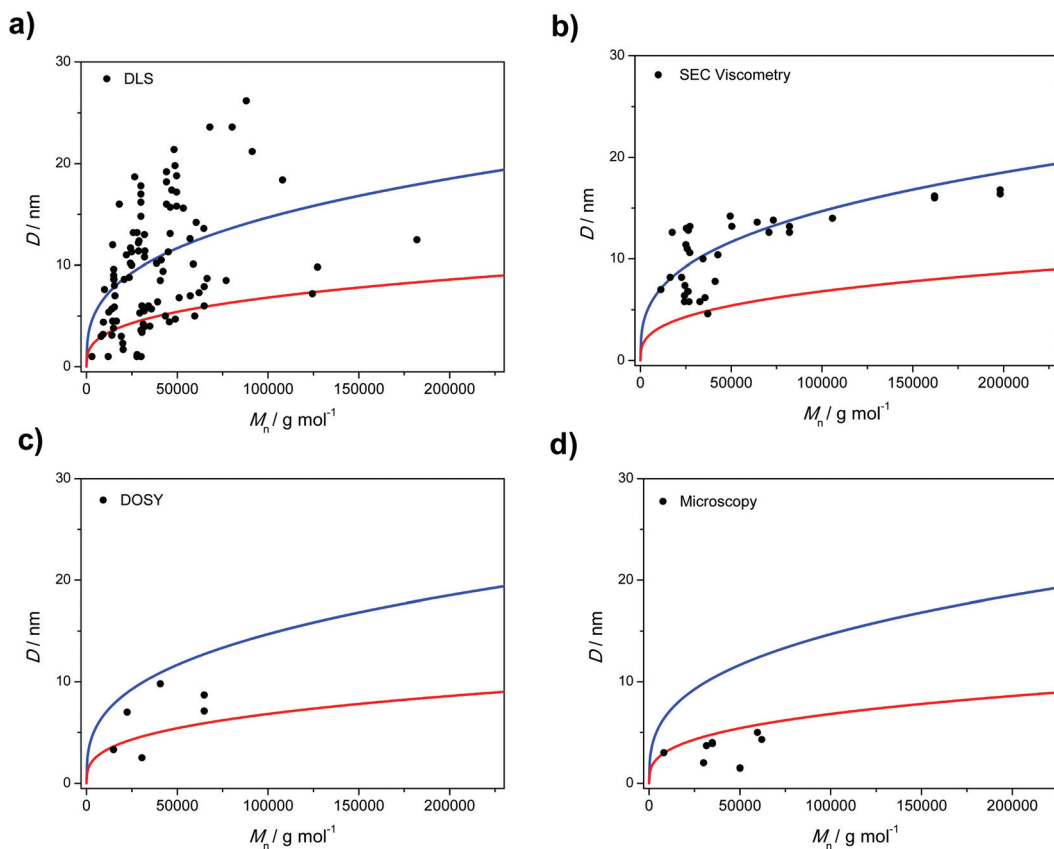 a)
DLS
30
20
10
0
D / nm
0 50000 100000 150000 200000
Mn / g mol⁻¹
b)
SEC Viscometry
30
20
10
0
D / nm
0 50000 100000 150000 200000
Mn / g mol⁻¹
c)
DOSY
30
20
10
0
D / nm
0 50000 100000 150000 200000
Mn / g mol⁻¹
d)
Microscopy
30
20
10
0
D / nm
0 50000 100000 150000 200000
Mn / g mol⁻¹